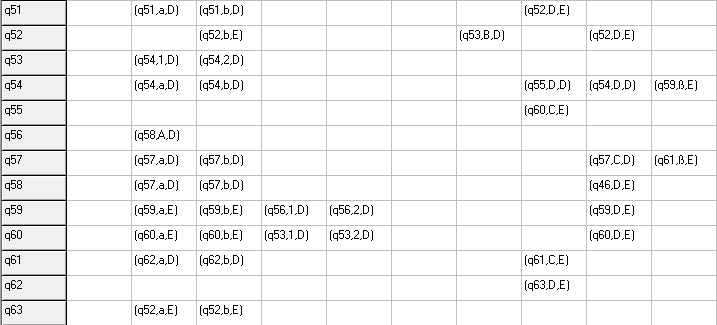 q51 (q51,a,D) (q51,b,D) (q52,D,E)
q52 (q52,b,E) (q53,B,D) (q52,D,E)
q53 (q54,1,D) (q54,2,D)
q54 (q54,a,D) (q54,b,D) (q55,D,D) (q54,D,D) (q59,ß,E)
q55 (q60,C,E)
q56 (q58,A,D)
q57 (q57,a,D) (q57,b,D) (q57,C,D) (q61,ß,E)
q58 (q57,a,D) (q57,b,D) (q46,D,E)
q59 (q59,a,E) (q59,b,E) (q56,1,D) (q56,2,D) (q59,D,E)
q60 (q60,a,E) (q60,b,E) (q53,1,D) (q53,2,D) (q60,D,E)
q61 (q62,a,D) (q62,b,D) (q61,C,E)
q62 (q63,D,E)
q63 (q52,a,E) (q52,b,E)